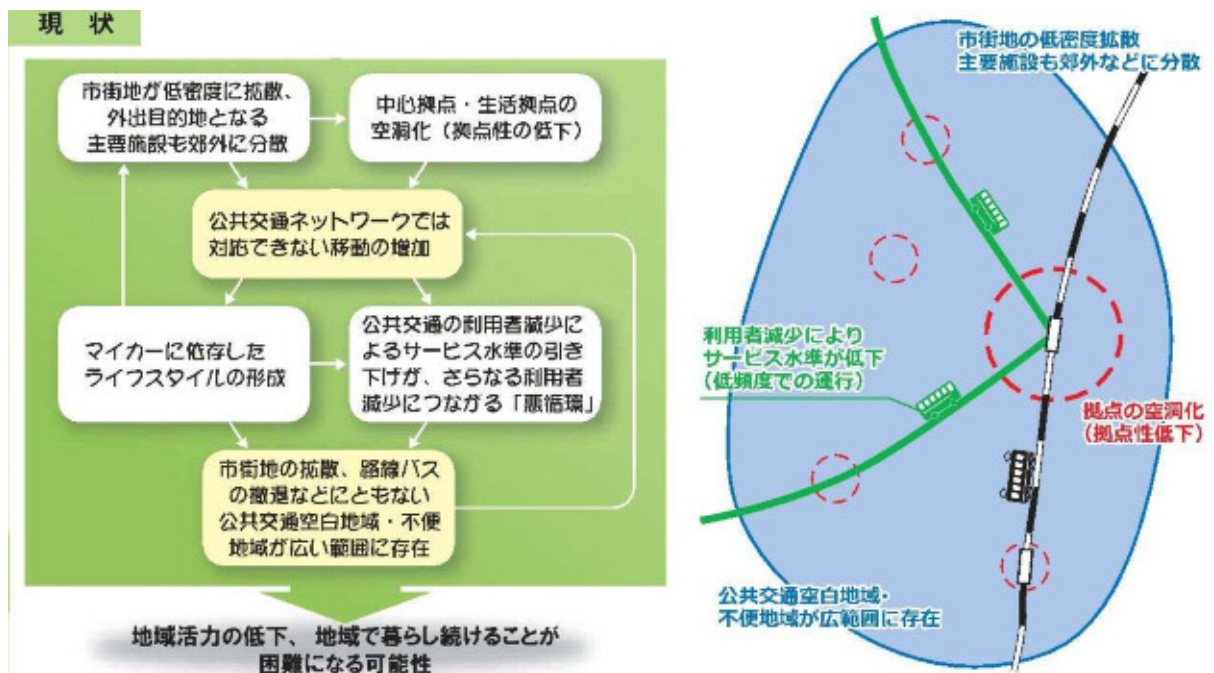 現 状
市街地が低密度に拡散、
外出目的地となる
主要施設も郊外に分散
中心拠点・生活拠点の
空洞化（拠点性の低下）
公共交通ネットワークでは
対応できない移動の増加
マイカーに依存した
ライフスタイルの形成
公共交通の利用者減少に
よるサービス水準の引き
下げが、さらなる利用者
減少につながる「悪循環」
市街地の拡散、路線バス
の撤退などにともない
公共交通空白地域・不便
地域が広い範囲に存在
地域活力の低下、地域で暮らし続けることが
困難になる可能性
市街地の低密度拡散
主要施設も郊外などに分散
利用者減少により
サービス水準が低下
（低頻度での運行）
拠点の空洞化
（拠点性低下）
公共交通空白地域・
不便地域が広範囲に存在